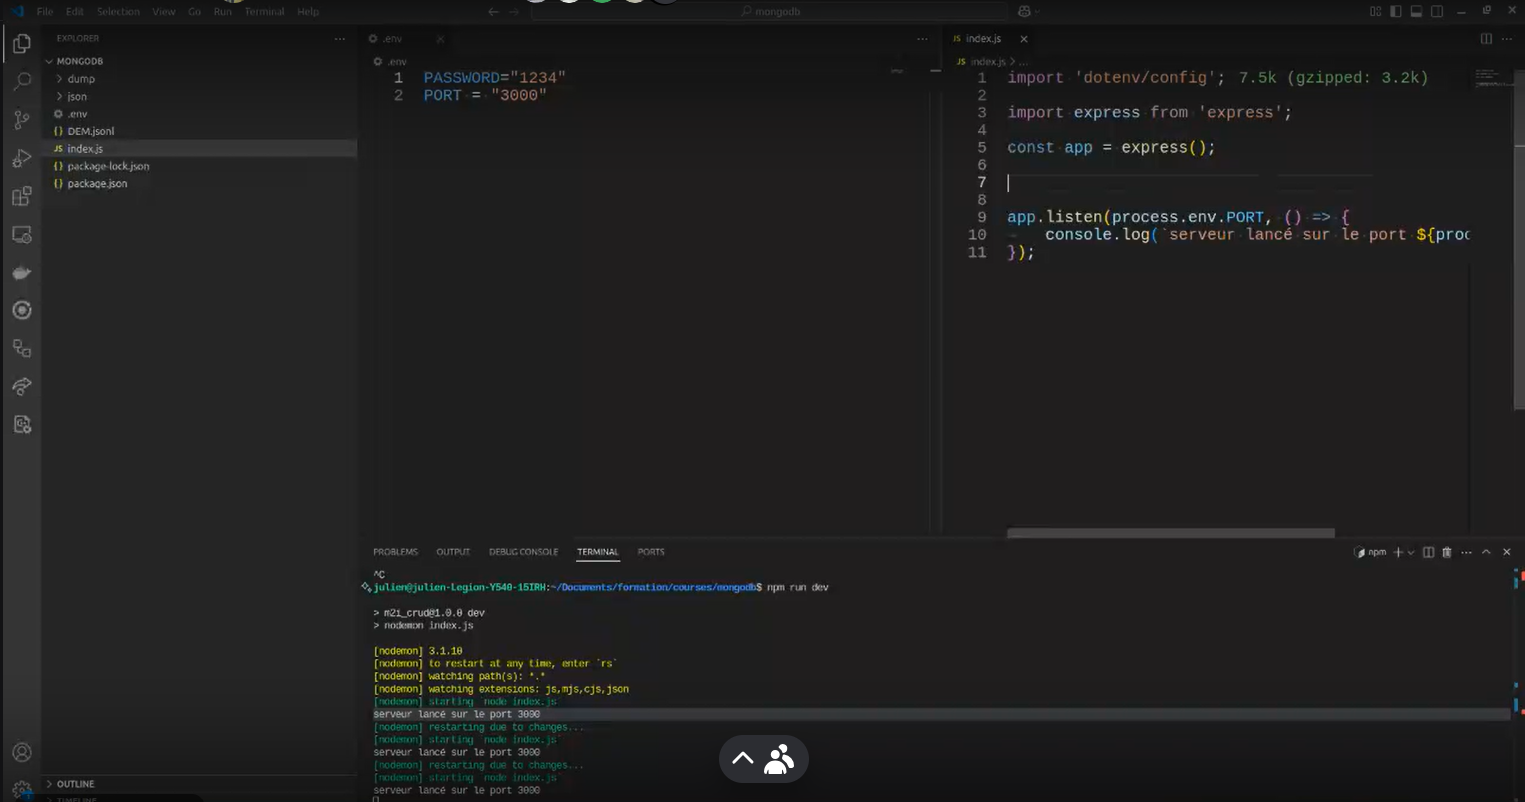 File Edit Selection View Go Run Terminal Help
mongodb
EXPLORER
MONGODB
dump
json
.env
DEM.jsonl
JS index.js
package-lock.json
package.json
OUTLINE
TIMELINE
.env
.env
1 PASSWORD="1234"
2 PORT = "3000"
JS index.js
JS index.js > ...
1 import 'dotenv/config'; 7.5k (gzipped: 3.2k)
2
3 import express from 'express';
4
5 const app = express();
6
7
8
9 app.listen(process.env.PORT, () => {
10 console.log(`serveur lancé sur le port ${proc
11 });
PROBLEMS OUTPUT DEBUG CONSOLE TERMINAL PORTS
npm
^C
julien@julien-Legion-Y540-15IRH:~/Documents/formation/courses/mongodb$ npm run dev
> m2i_crud@1.0.0 dev
> nodemon index.js
[nodemon] 3.1.10
[nodemon] to restart at any time, enter `rs`
[nodemon] watching path(s): *.*
[nodemon] watching extensions: js,mjs,cjs,json
[nodemon] starting `node index.js`
serveur lancé sur le port 3000
[nodemon] restarting due to changes...
[nodemon] starting `node index.js`
serveur lancé sur le port 3000
[nodemon] restarting due to changes...
[nodemon] starting `node index.js`
serveur lancé sur le port 3000